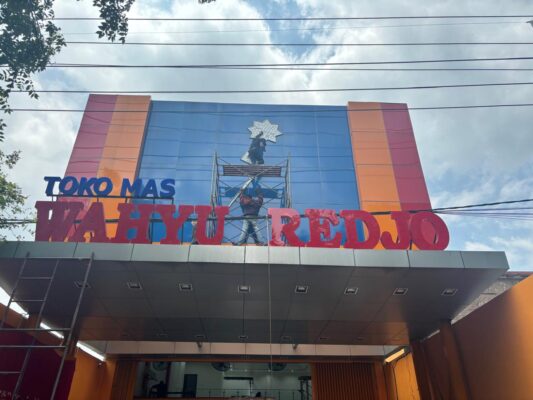 TOKO MAS
WAHYU REDJO